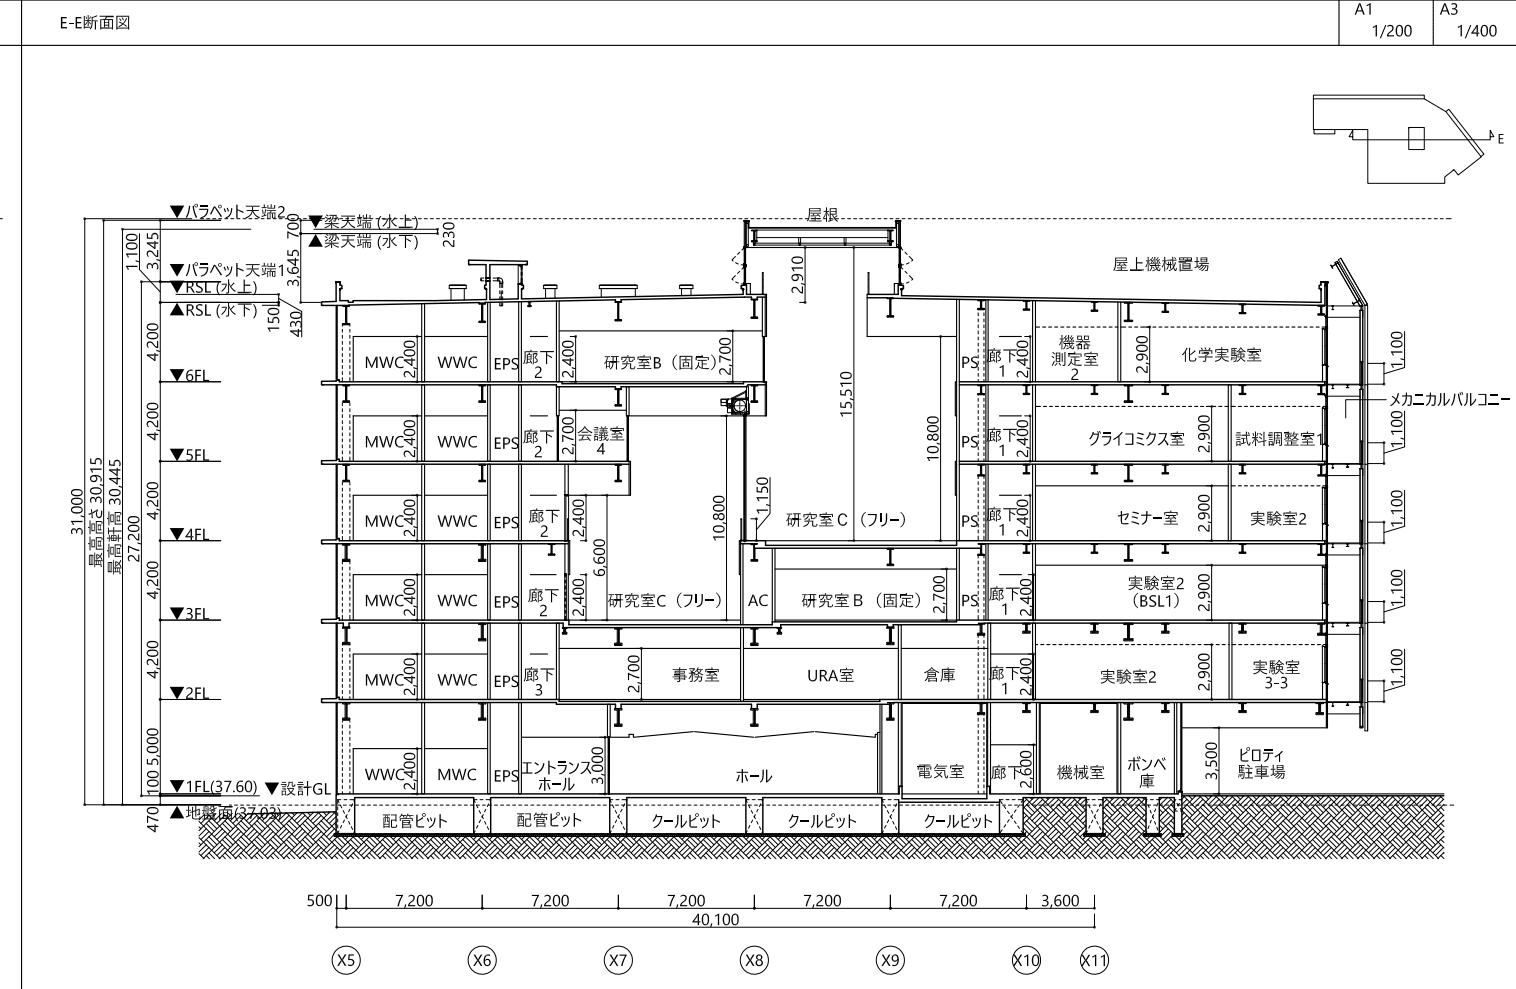 E-E断面図
A1
1/200
A3
1/400
E
▼パラペット天端2
▼梁天端 (水上)
▲梁天端 (水下)
700
230
1,100
3,245
3,645
▼パラペット天端1
▼RSL (水上)
▲RSL (水下)
150
430
屋根
屋上機械置場
2,910
4,200
MWC
2,400
WWC
EPS
廊下
2
2,400
研究室B（固定）
2,700
PS
廊下
1
2,400
機器
測定室
2
2,900
化学実験室
1,100
▼6FL
メカニカルバルコニー
4,200
MWC
2,400
WWC
EPS
廊下
2
2,700
会議室
4
15,510
10,800
PS
廊下
1
2,400
グライコミクス室
2,900
試料調整室1
1,100
▼5FL
31,000
最高高さ 30,915
最高軒高 30,445
27,200
4,200
MWC
2,400
WWC
EPS
廊下
2
2,400
6,600
10,800
1,150
研究室C（フリー）
PS
廊下
1
2,400
セミナー室
2,900
実験室2
1,100
▼4FL
4,200
MWC
2,400
WWC
EPS
廊下
2
2,400
研究室C（フリー）
AC
研究室B（固定）
2,700
PS
廊下
1
2,400
実験室2
（BSL1）
2,900
1,100
▼3FL
4,200
MWC
2,400
WWC
EPS
廊下
3
2,700
事務室
URA室
倉庫
廊下
1
2,400
実験室2
2,900
実験室
3-3
1,100
▼2FL
5,000
WWC
2,400
MWC
EPS
エントランス
ホール
3,000
ホール
電気室
廊下
2,600
機械室
ボンベ
庫
3,500
ピロティ
駐車場
100
▼1FL(37.60)
▼設計GL
470
▲地盤面(37.03)
配管ピット
配管ピット
クールピット
クールピット
クールピット
500
7,200
7,200
7,200
7,200
7,200
3,600
40,100
X5
X6
X7
X8
X9
X10
X11